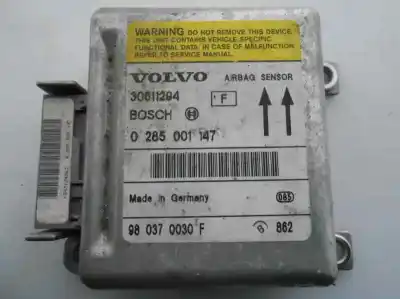 WARNING DO NOT REMOVE THIS DEVICE
THIS UNIT CONTAINS VEHICLE SPECIFIC
FUNCTIONAL DATA. IN CASE OF MALFUNCTION
REFER TO SERVICE MANUAL.
VOLVO AIRBAG SENSOR
30611294 F
BOSCH
0 285 001 147
Made in Germany 085
98 037 0030 F 862